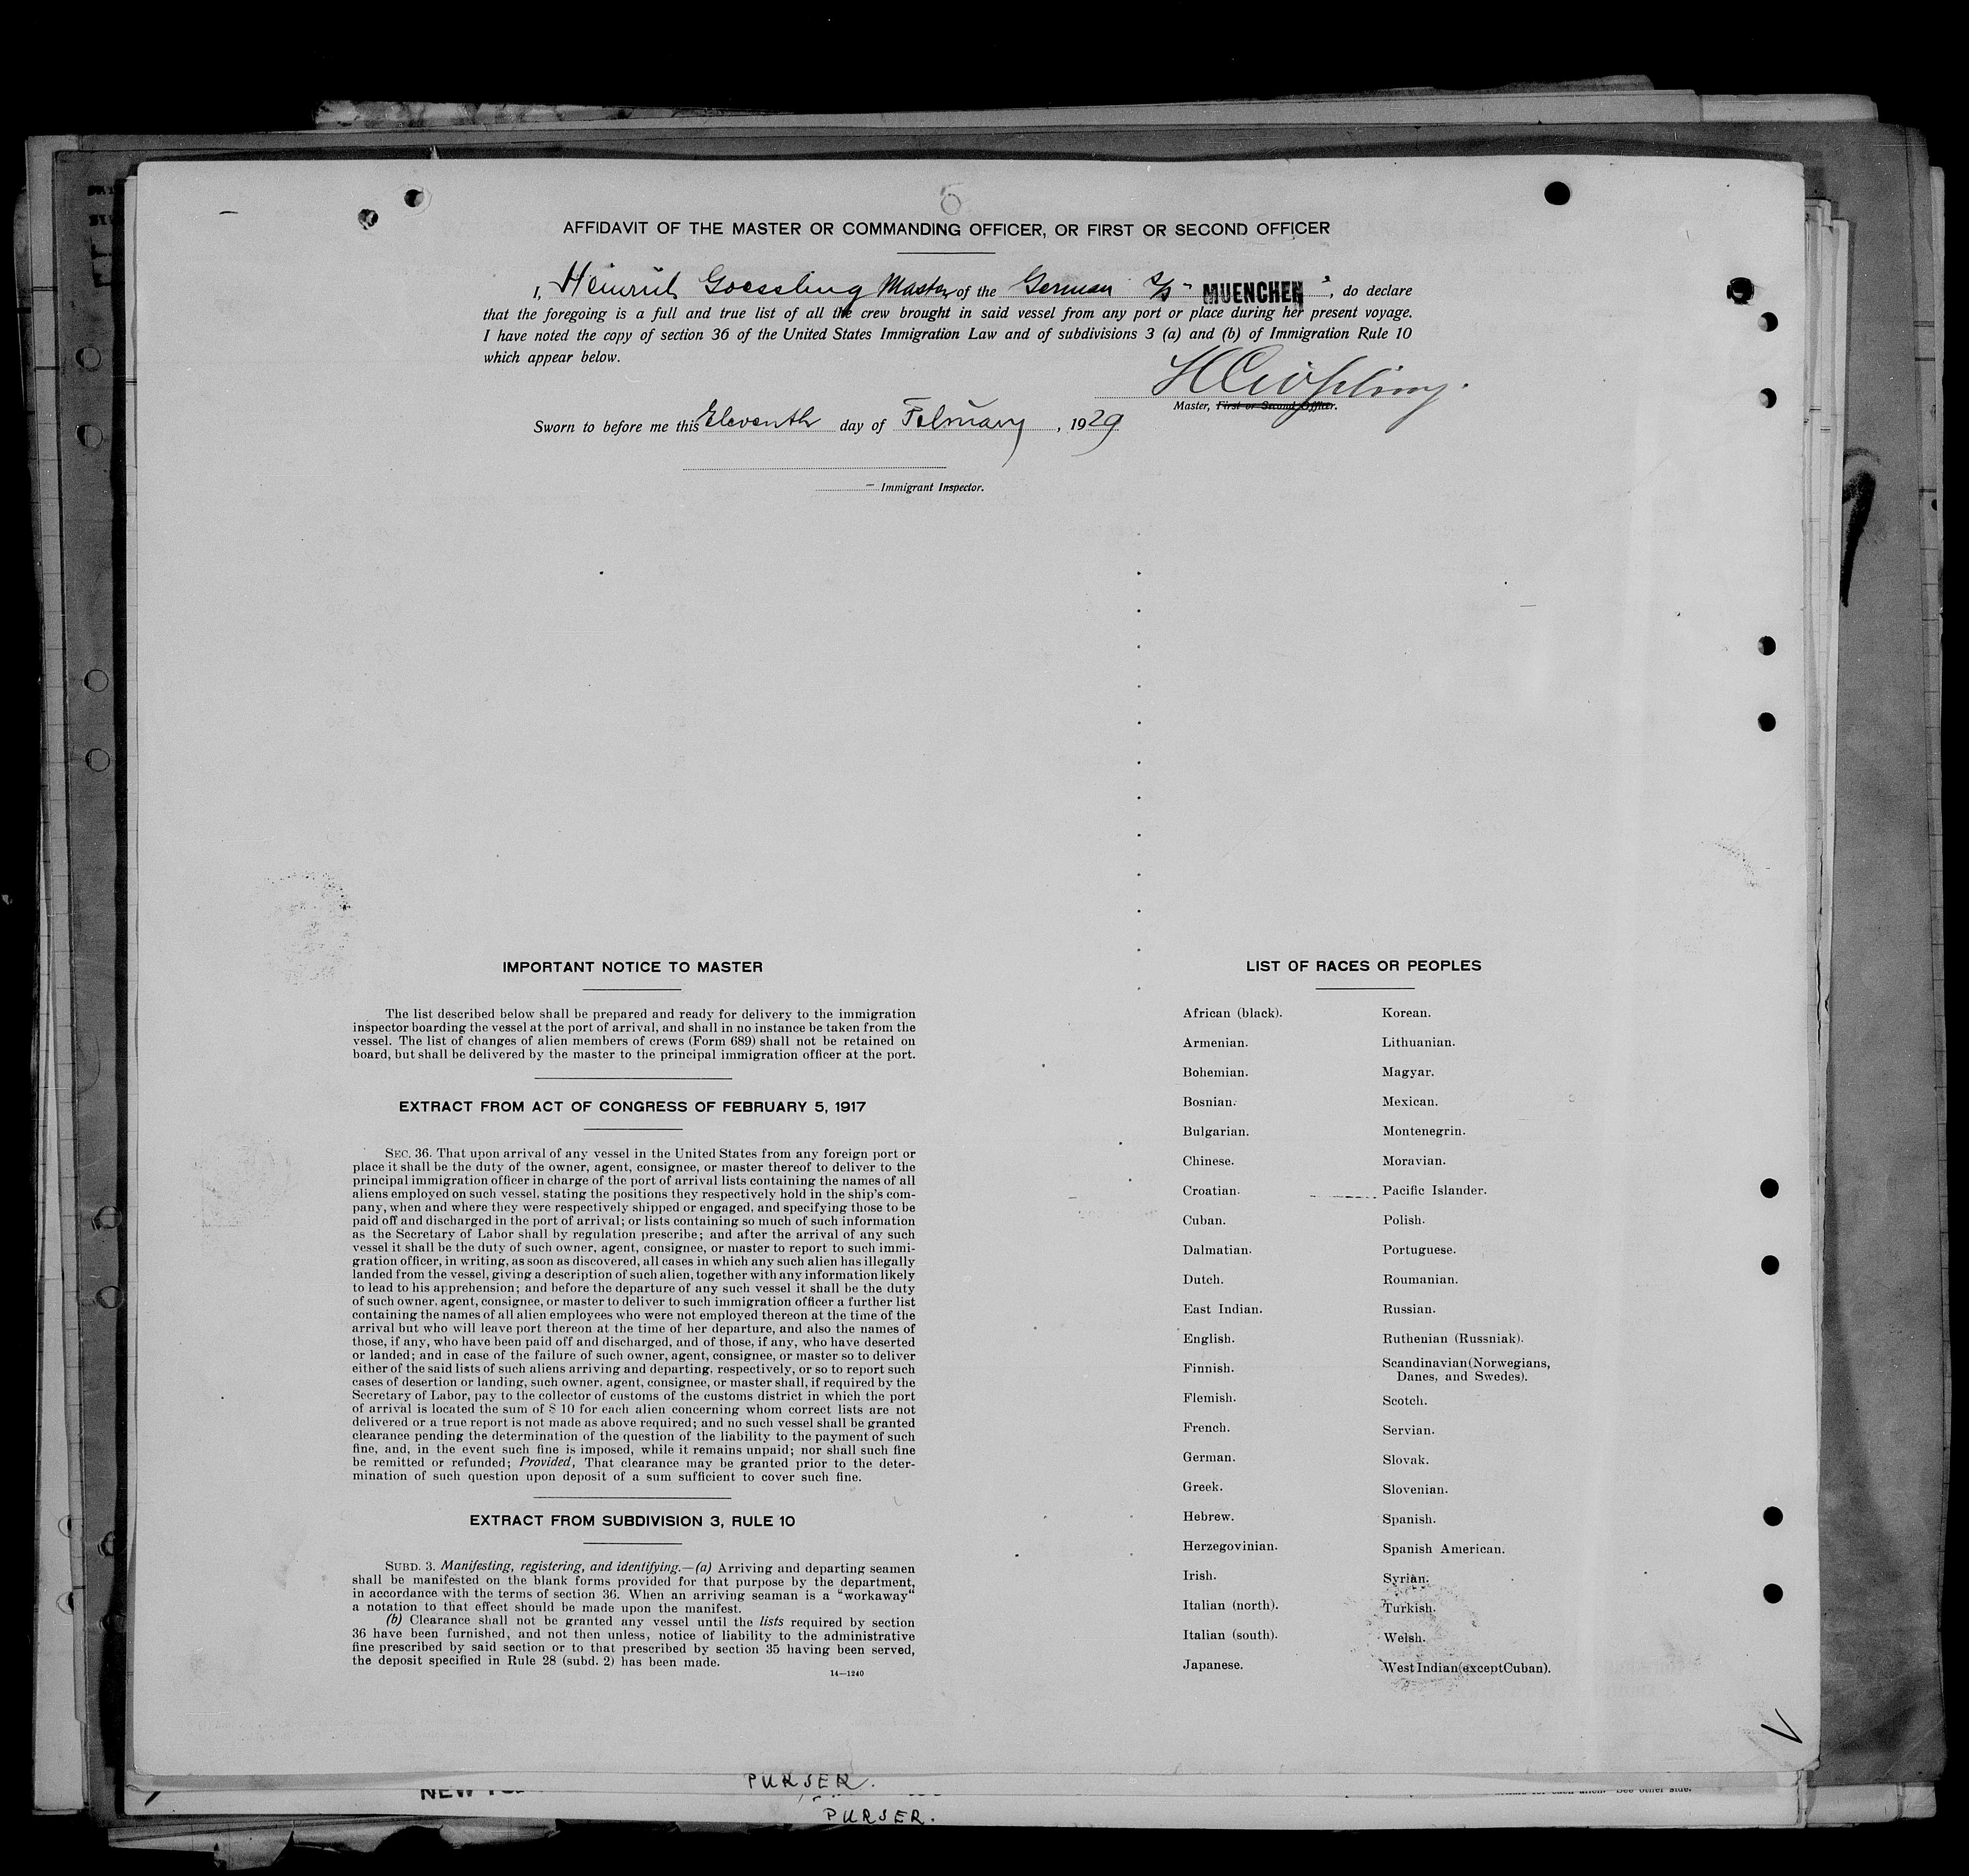 6
AFFIDAVIT OF THE MASTER OR COMMANDING OFFICER, OR FIRST OR SECOND OFFICER
I, Heinrich Goessling Master of the German S/S "MUENCHEN", do declare
that the foregoing is a full and true list of all the crew brought in said vessel from any port or place during her present voyage.
I have noted the copy of section 36 of the United States Immigration Law and of subdivisions 3 (a) and (b) of Immigration Rule 10
which appear below.
H Goessling.
Master, First or Second Officer.
Sworn to before me this Eleventh day of February, 1929
Immigrant Inspector.
IMPORTANT NOTICE TO MASTER
The list described below shall be prepared and ready for delivery to the immigration
inspector boarding the vessel at the port of arrival, and shall in no instance be taken from the
vessel. The list of changes of alien members of crews (Form 689) shall not be retained on
board, but shall be delivered by the master to the principal immigration officer at the port.
EXTRACT FROM ACT OF CONGRESS OF FEBRUARY 5, 1917
SEC. 36. That upon arrival of any vessel in the United States from any foreign port or
place it shall be the duty of the owner, agent, consignee, or master thereof to deliver to the
principal immigration officer in charge of the port of arrival lists containing the names of all
aliens employed on such vessel, stating the positions they respectively hold in the ship's com-
pany, when and where they were respectively shipped or engaged, and specifying those to be
paid off and discharged in the port of arrival; or lists containing so much of such information
as the Secretary of Labor shall by regulation prescribe; and after the arrival of any such
vessel it shall be the duty of such owner, agent, consignee, or master to report to such immi-
gration officer, in writing, as soon as discovered, all cases in which any such alien has illegally
landed from the vessel, giving a description of such alien, together with any information likely
to lead to his apprehension; and before the departure of any such vessel it shall be the duty
of such owner, agent, consignee, or master to deliver to such immigration officer a further list
containing the names of all alien employees who were not employed thereon at the time of the
arrival but who will leave port thereon at the time of her departure, and also the names of
those, if any, who have been paid off and discharged, and of those, if any, who have deserted
or landed; and in case of the failure of such owner, agent, consignee, or master so to deliver
either of the said lists of such aliens arriving and departing, respectively, or so to report such
cases of desertion or landing, such owner, agent, consignee, or master shall, if required by the
Secretary of Labor, pay to the collector of customs of the customs district in which the port
of arrival is located the sum of $ 10 for each alien concerning whom correct lists are not
delivered or a true report is not made as above required; and no such vessel shall be granted
clearance pending the determination of the question of the liability to the payment of such
fine, and, in the event such fine is imposed, while it remains unpaid; nor shall such fine
be remitted or refunded; Provided, That clearance may be granted prior to the deter-
mination of such question upon deposit of a sum sufficient to cover such fine.
EXTRACT FROM SUBDIVISION 3, RULE 10
SUBD. 3. Manifesting, registering, and identifying.—(a) Arriving and departing seamen
shall be manifested on the blank forms provided for that purpose by the department,
in accordance with the terms of section 36. When an arriving seaman is a "workaway"
a notation to that effect should be made upon the manifest.
(b) Clearance shall not be granted any vessel until the lists required by section
36 have been furnished, and not then unless, notice of liability to the administrative
fine prescribed by said section or to that prescribed by section 35 having been served,
the deposit specified in Rule 28 (subd. 2) has been made.
14—1240
LIST OF RACES OR PEOPLES
African (black).
Armenian.
Bohemian.
Bosnian.
Bulgarian.
Chinese.
Croatian.
Cuban.
Dalmatian.
Dutch.
East Indian.
English.
Finnish.
Flemish.
French.
German.
Greek.
Hebrew.
Herzegovinian.
Irish.
Italian (north).
Italian (south).
Japanese.
Korean.
Lithuanian.
Magyar.
Mexican.
Montenegrin.
Moravian.
Pacific Islander.
Polish.
Portuguese.
Roumanian.
Russian.
Ruthenian (Russniak).
Scandinavian (Norwegians,
Danes, and Swedes).
Scotch.
Servian.
Slovak.
Slovenian.
Spanish.
Spanish American.
Syrian.
Turkish.
Welsh.
West Indian (except Cuban).
PURSER.
PURSER.